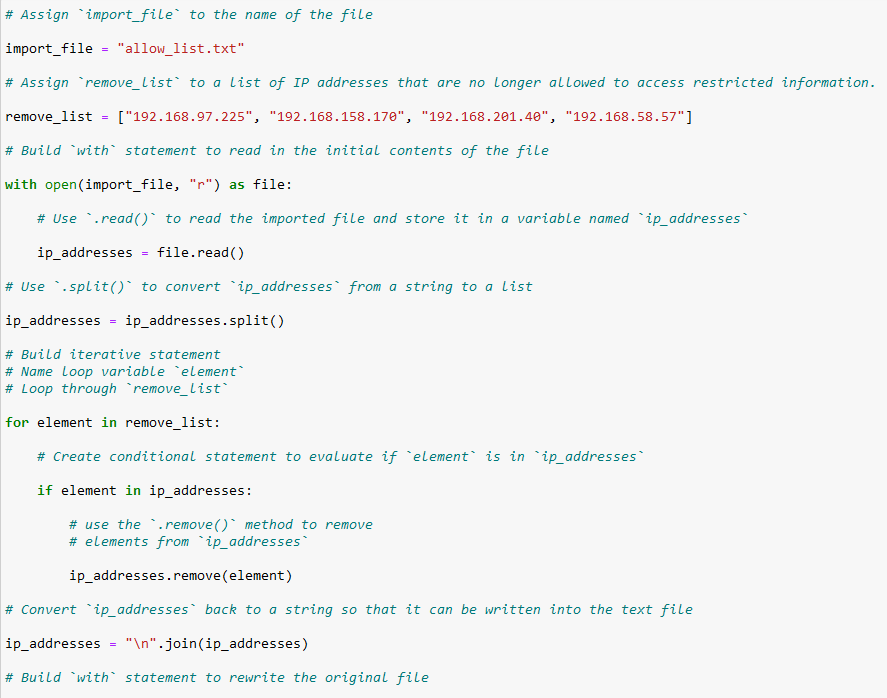 # Assign `import_file` to the name of the file
import_file = "allow_list.txt"
# Assign `remove_list` to a list of IP addresses that are no longer allowed to access restricted information.
remove_list = ["192.168.97.225", "192.168.158.170", "192.168.201.40", "192.168.58.57"]
# Build `with` statement to read in the initial contents of the file
with open(import_file, "r") as file:
    # Use `.read()` to read the imported file and store it in a variable named `ip_addresses`
    ip_addresses = file.read()
# Use `.split()` to convert `ip_addresses` from a string to a list
ip_addresses = ip_addresses.split()
# Build iterative statement
# Name loop variable `element`
# Loop through `remove_list`
for element in remove_list:
    # Create conditional statement to evaluate if `element` is in `ip_addresses`
    if element in ip_addresses:
        # use the `.remove()` method to remove
        # elements from `ip_addresses`
        ip_addresses.remove(element)
# Convert `ip_addresses` back to a string so that it can be written into the text file
ip_addresses = "\n".join(ip_addresses)
# Build `with` statement to rewrite the original file